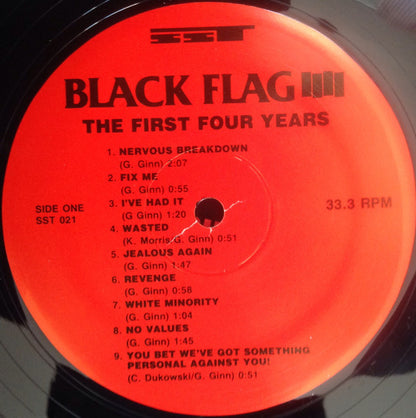 SST
BLACK FLAG
THE FIRST FOUR YEARS
1. NERVOUS BREAKDOWN
(G. Ginn) 2:07
2. FIX ME
(G. Ginn) 0:55
3. I'VE HAD IT
(G Ginn) 1:20
4. WASTED
(K. Morris/G. Ginn) 0:51
5. JEALOUS AGAIN
(G. Ginn) 1:47
6. REVENGE
(G. Ginn) 0:58
7. WHITE MINORITY
(G. Ginn) 1:04
8. NO VALUES
(G. Ginn) 1:45
9. YOU BET WE'VE GOT SOMETHING
PERSONAL AGAINST YOU!
(C. Dukowski/G. Ginn) 0:51
SIDE ONE
SST 021
33.3 RPM